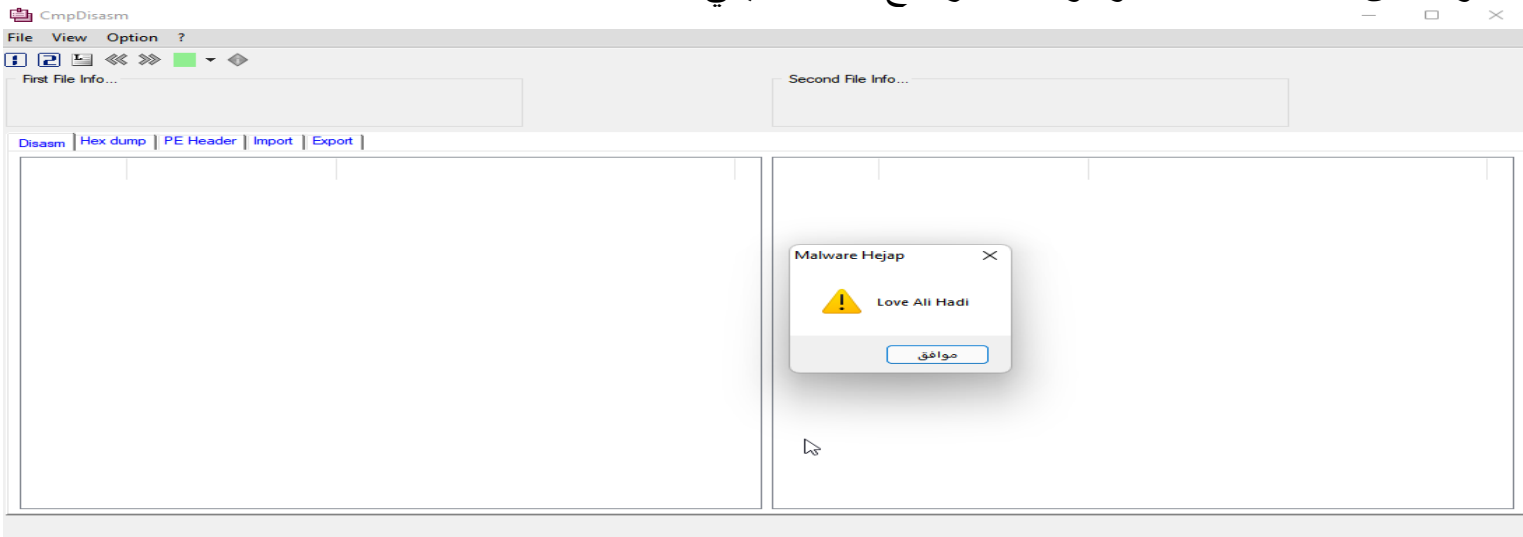 CmpDisasm
File View Option ?
First File Info...
Second File Info...
Disasm Hex dump PE Header Import Export
Malware Hejap
Love Ali Hadi
موافق